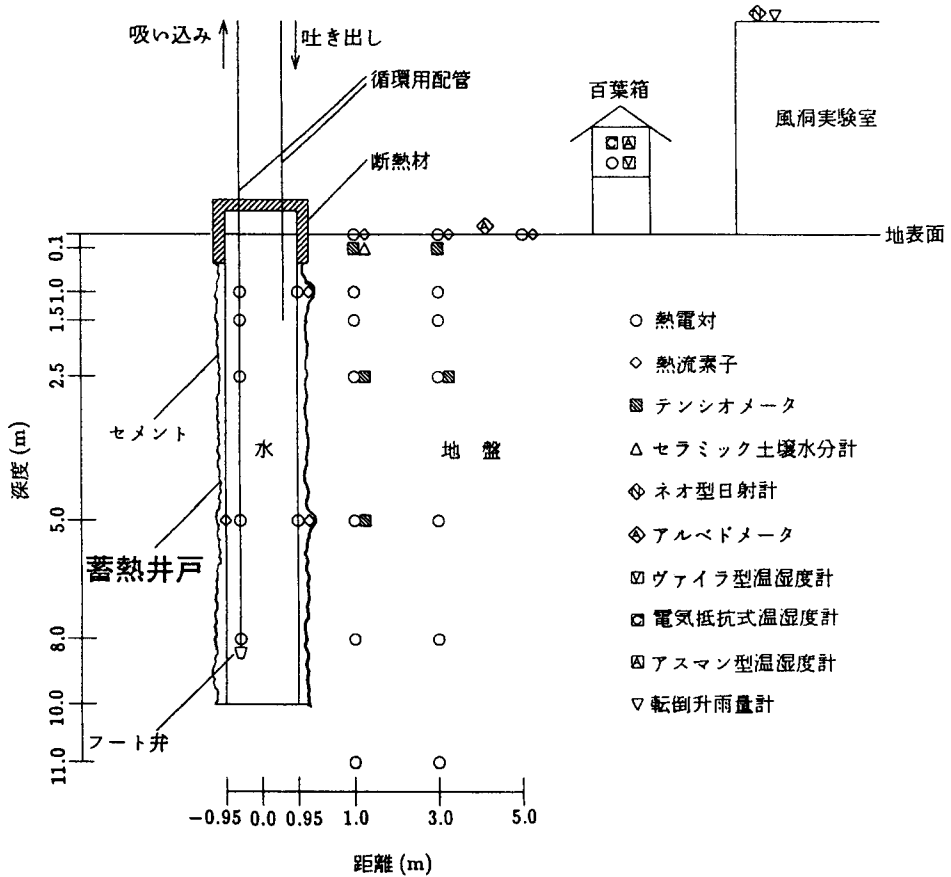 吸い込み
吐き出し
循環用配管
断熱材
百葉箱
風洞実験室
地表面
0.1
1.0
1.5
2.5
5.0
8.0
10.0
11.0
深度 (m)
セメント
水
地 盤
蓄熱井戸
フート弁
熱電対
熱流素子
テンシオメータ
セラミック土壌水分計
N ネオ型日射計
A アルベドメータ
V ヴァイラ型温湿度計
C 電気抵抗式温湿度計
A アスマン型温湿度計
転倒升雨量計
N
A
C A
V
-0.95 0.0 0.95 1.0 3.0 5.0
距離 (m)